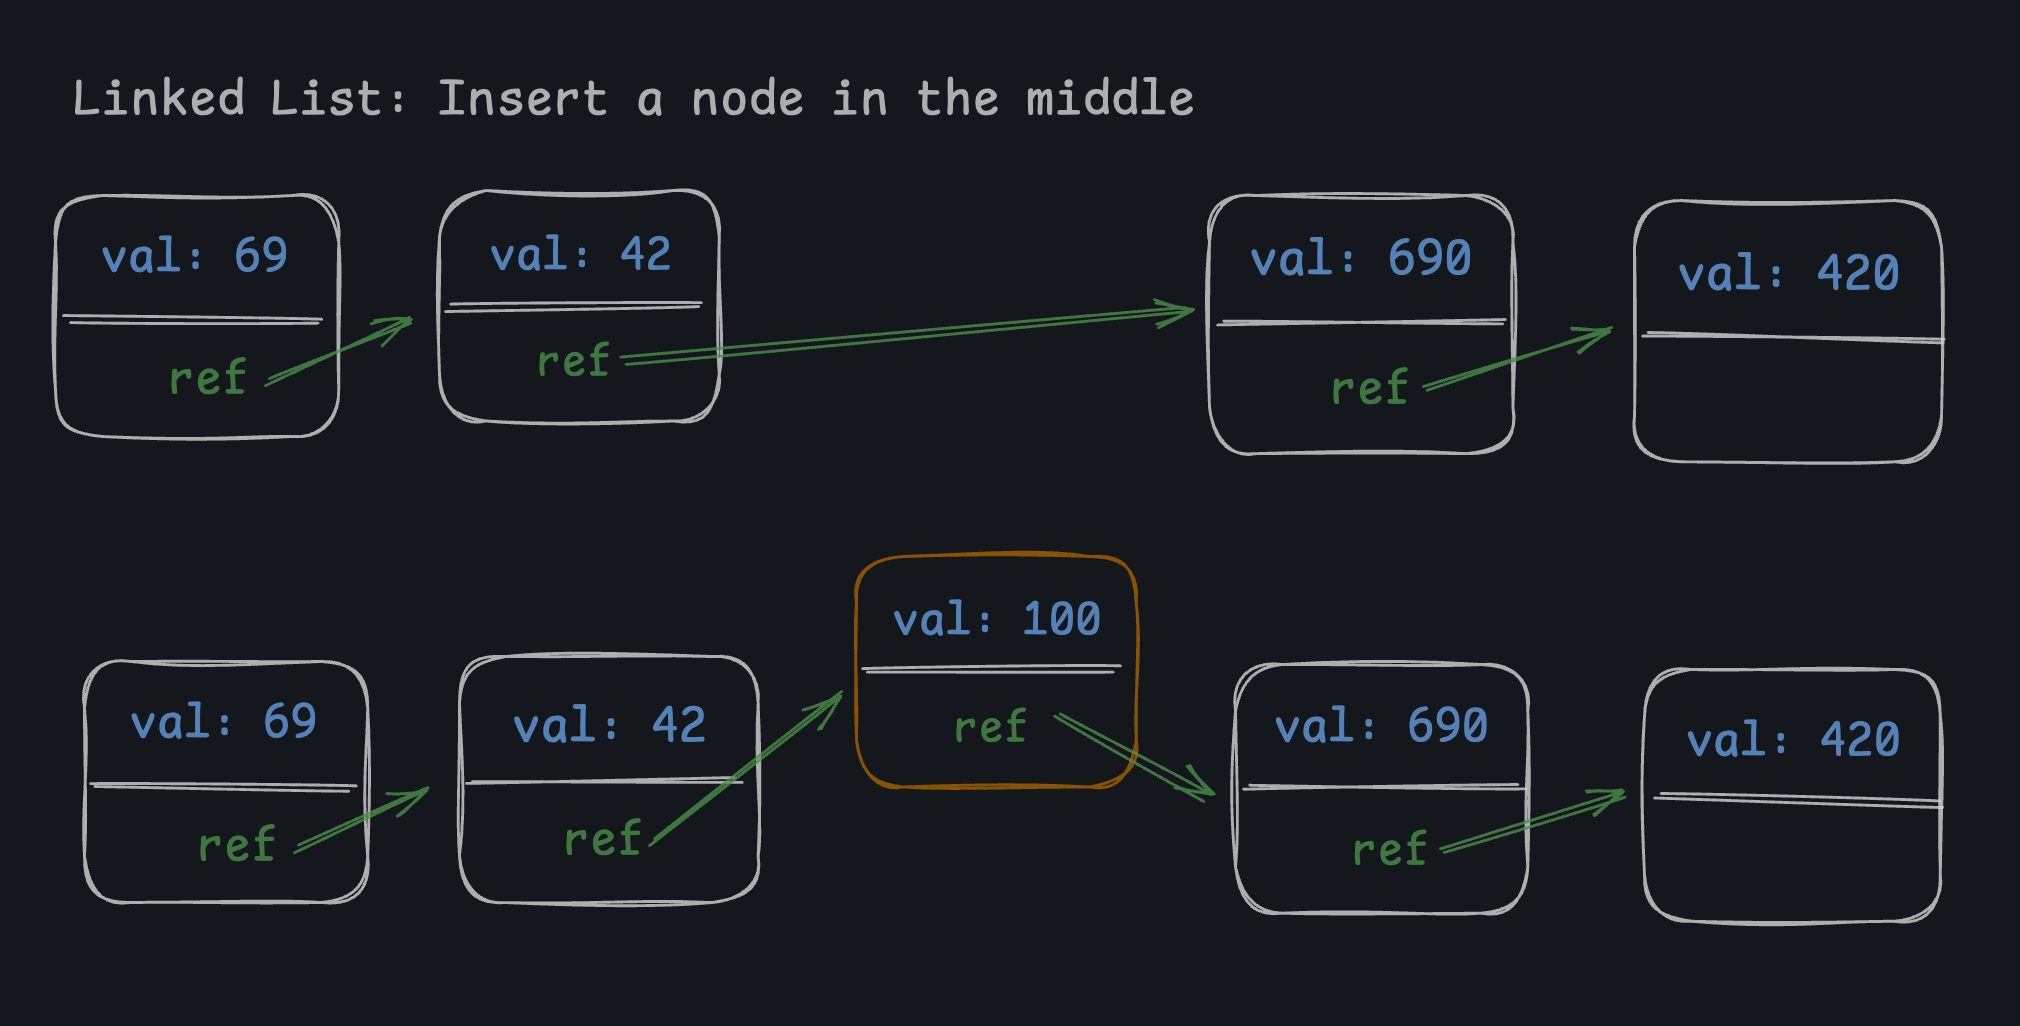 Linked List: Insert a node in the middle
val: 69
ref
val: 42
ref
val: 690
ref
val: 420
val: 69
ref
val: 42
ref
val: 100
ref
val: 690
ref
val: 420